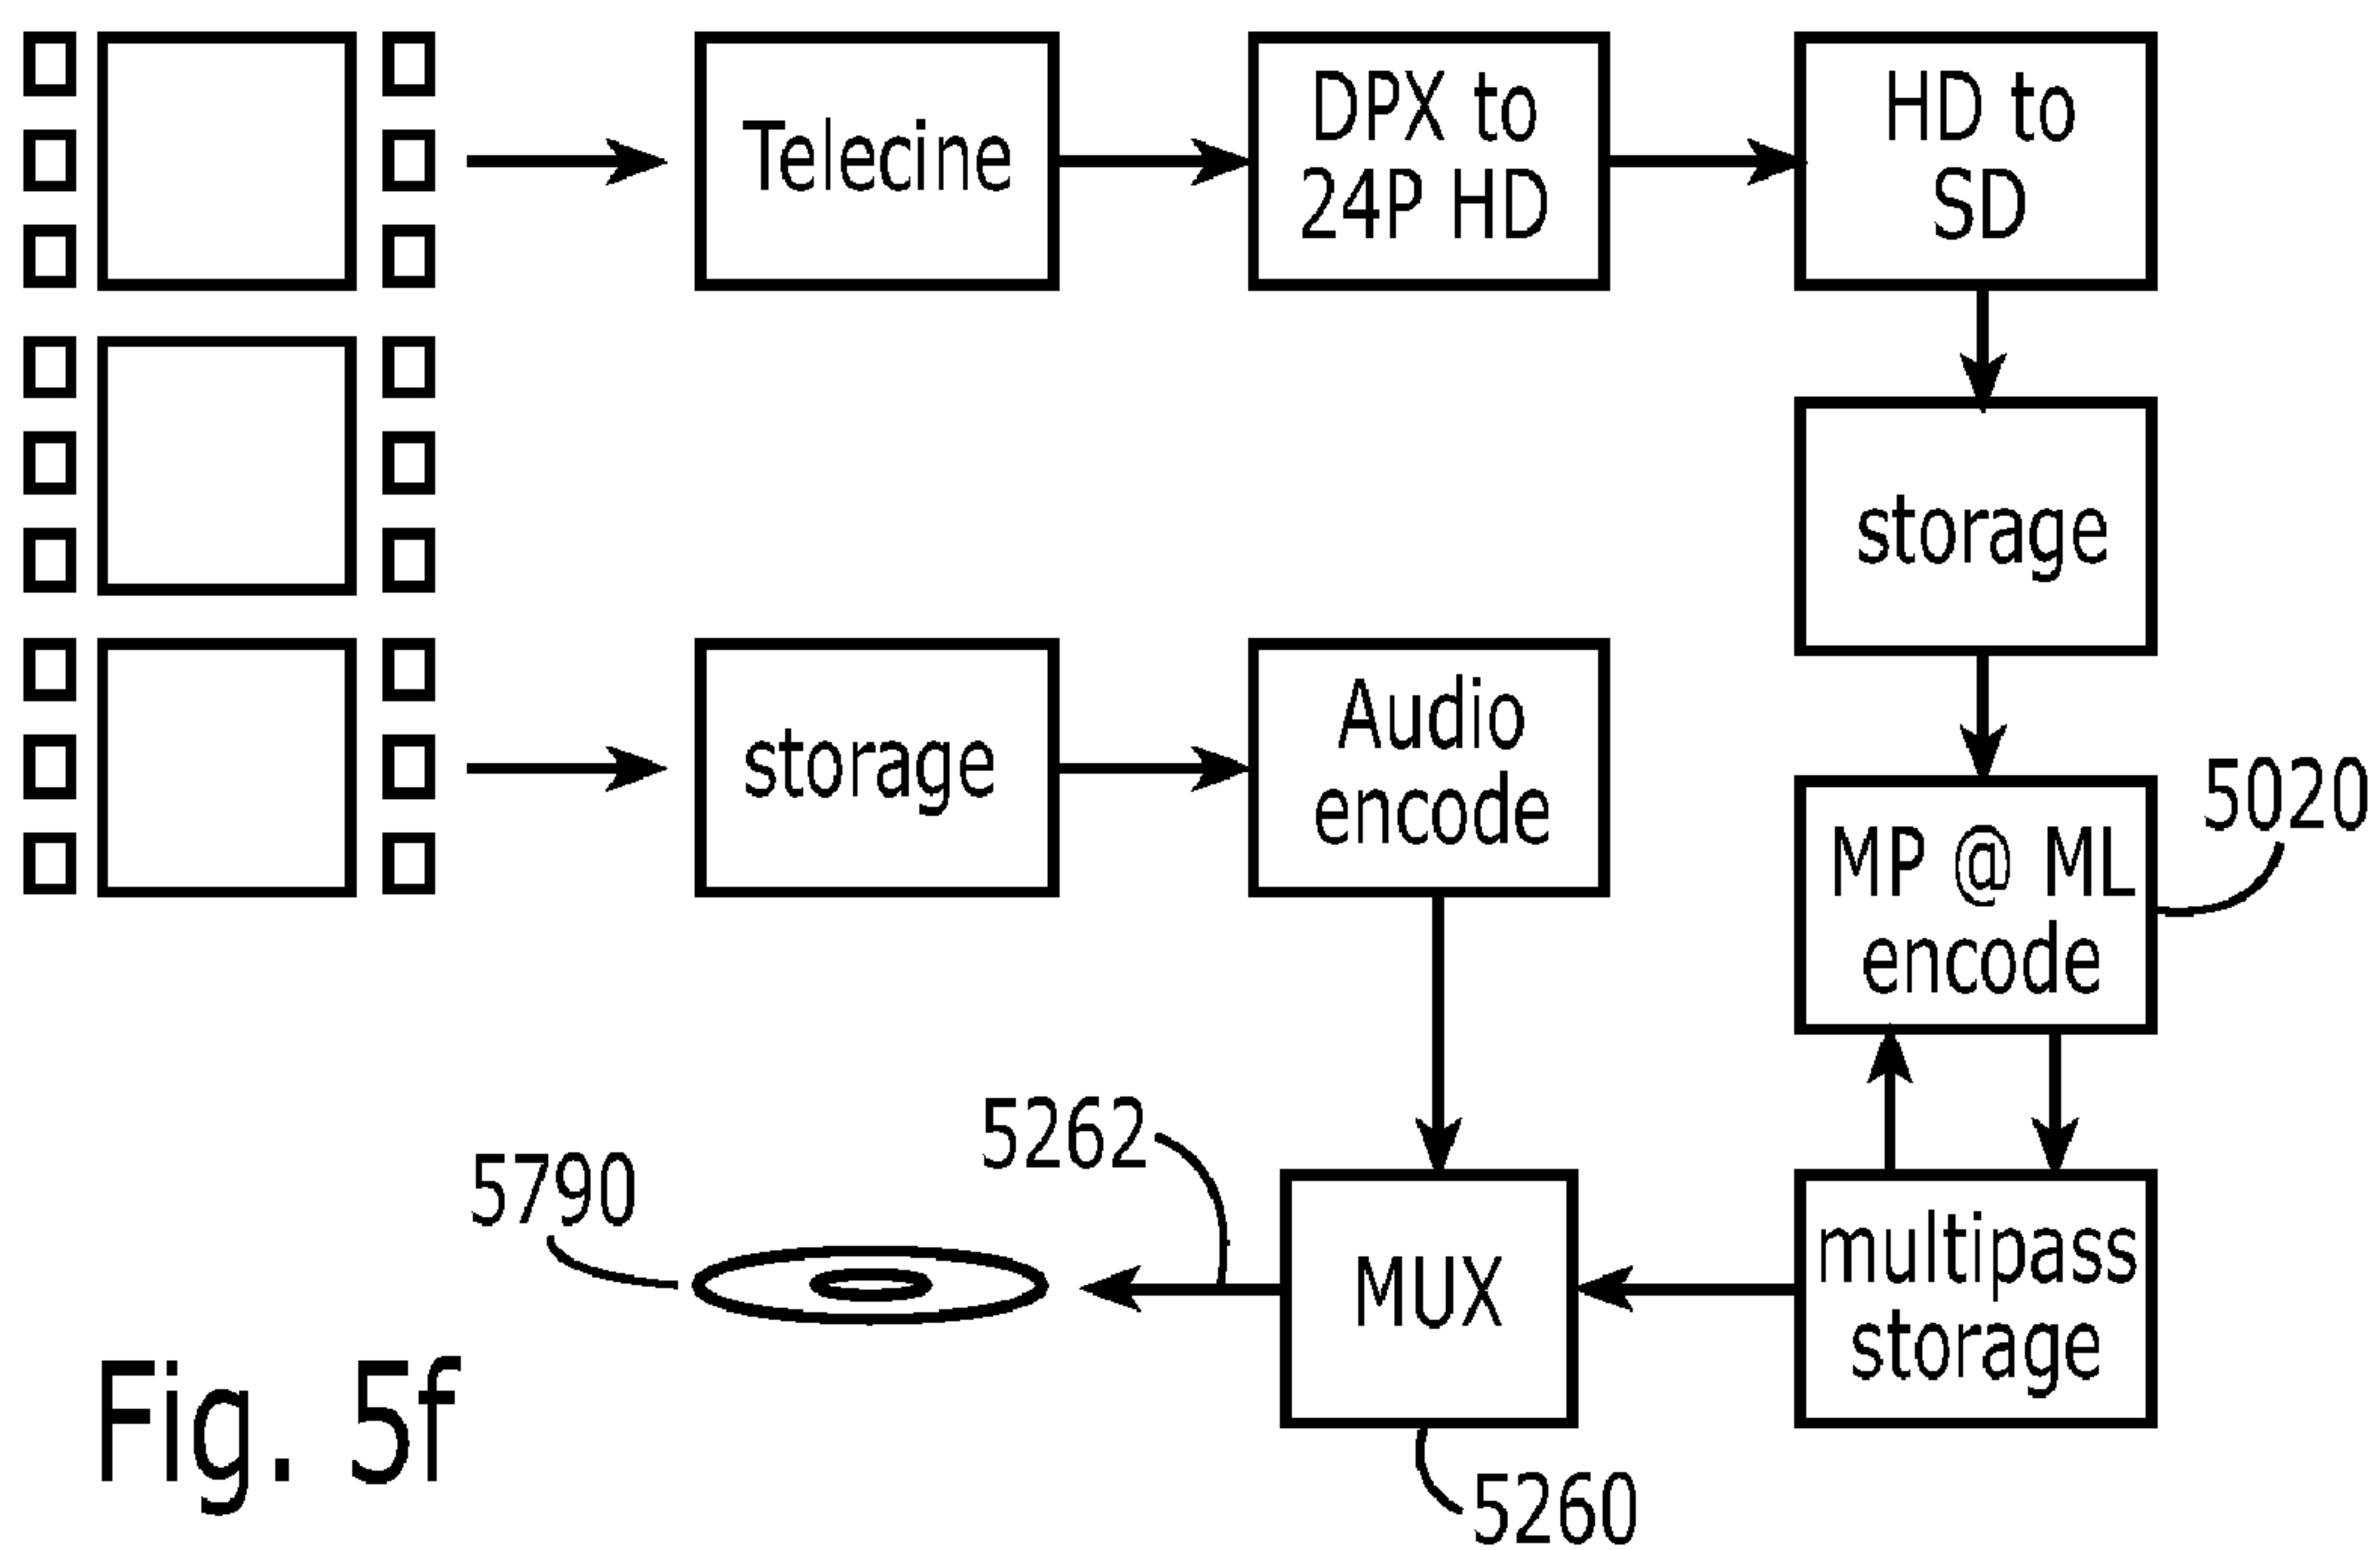 Telecine
DPX to
24P HD
HD to
SD
storage
storage
Audio
encode
MP @ ML
encode
5020
5262
5790
MUX
multipass
storage
5260
Fig. 5f